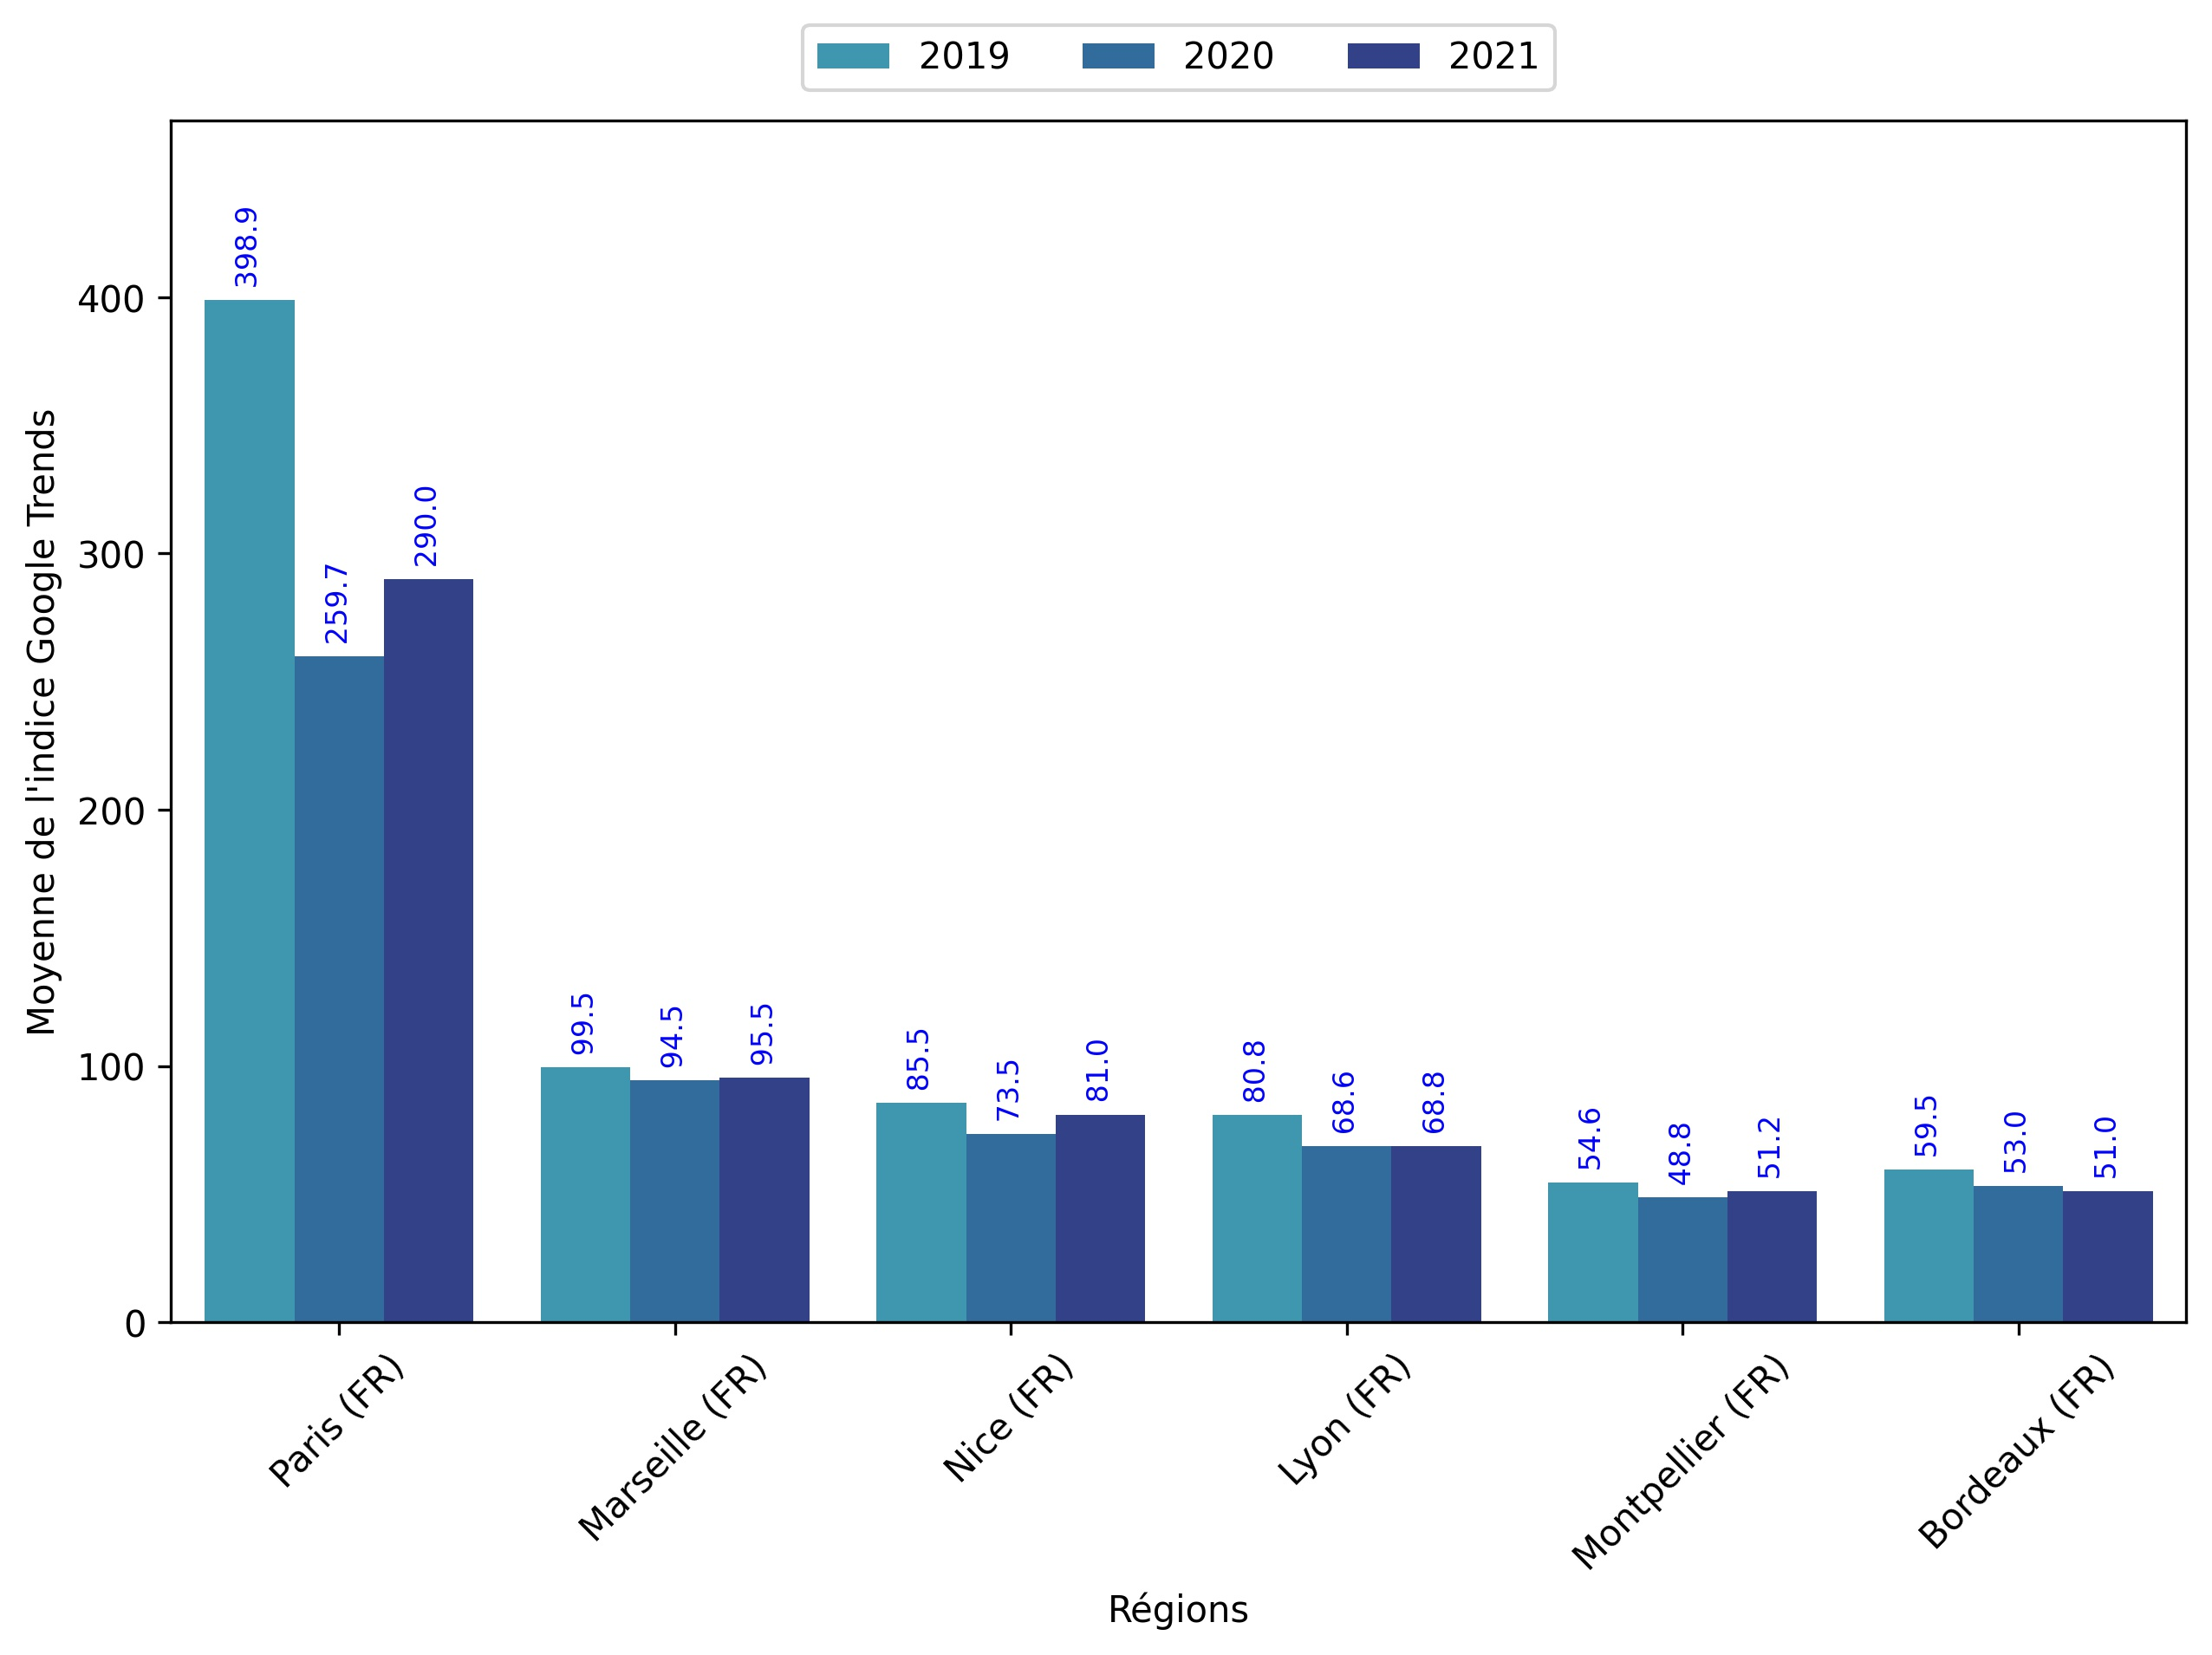 2019 2020 2021
Moyenne de l'indice Google Trends
400
300
200
100
0
398.9
259.7
290.0
99.5
94.5
95.5
85.5
73.5
81.0
80.8
68.6
68.8
54.6
48.8
51.2
59.5
53.0
51.0
Paris (FR)
Marseille (FR)
Nice (FR)
Lyon (FR)
Montpellier (FR)
Bordeaux (FR)
Régions